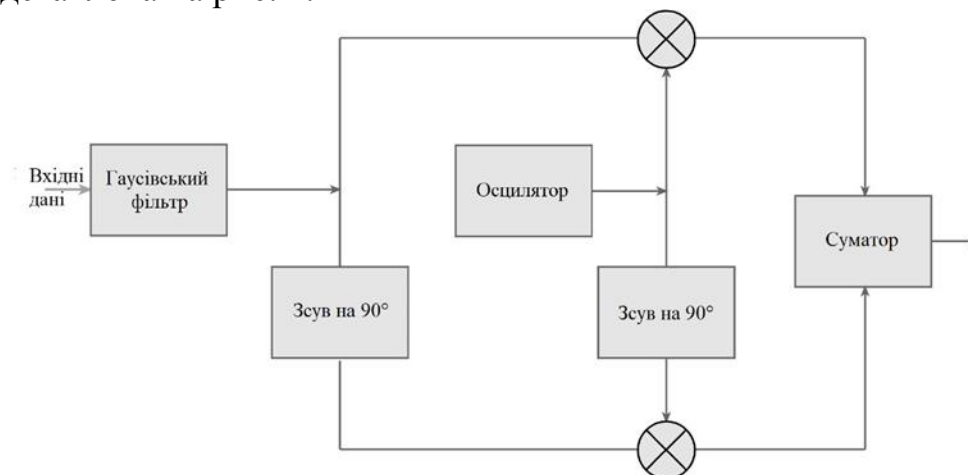 Вхідні
дані
Гаусівський
фільтр
Осцилятор
Суматор
Зсув на 90°
Зсув на 90°